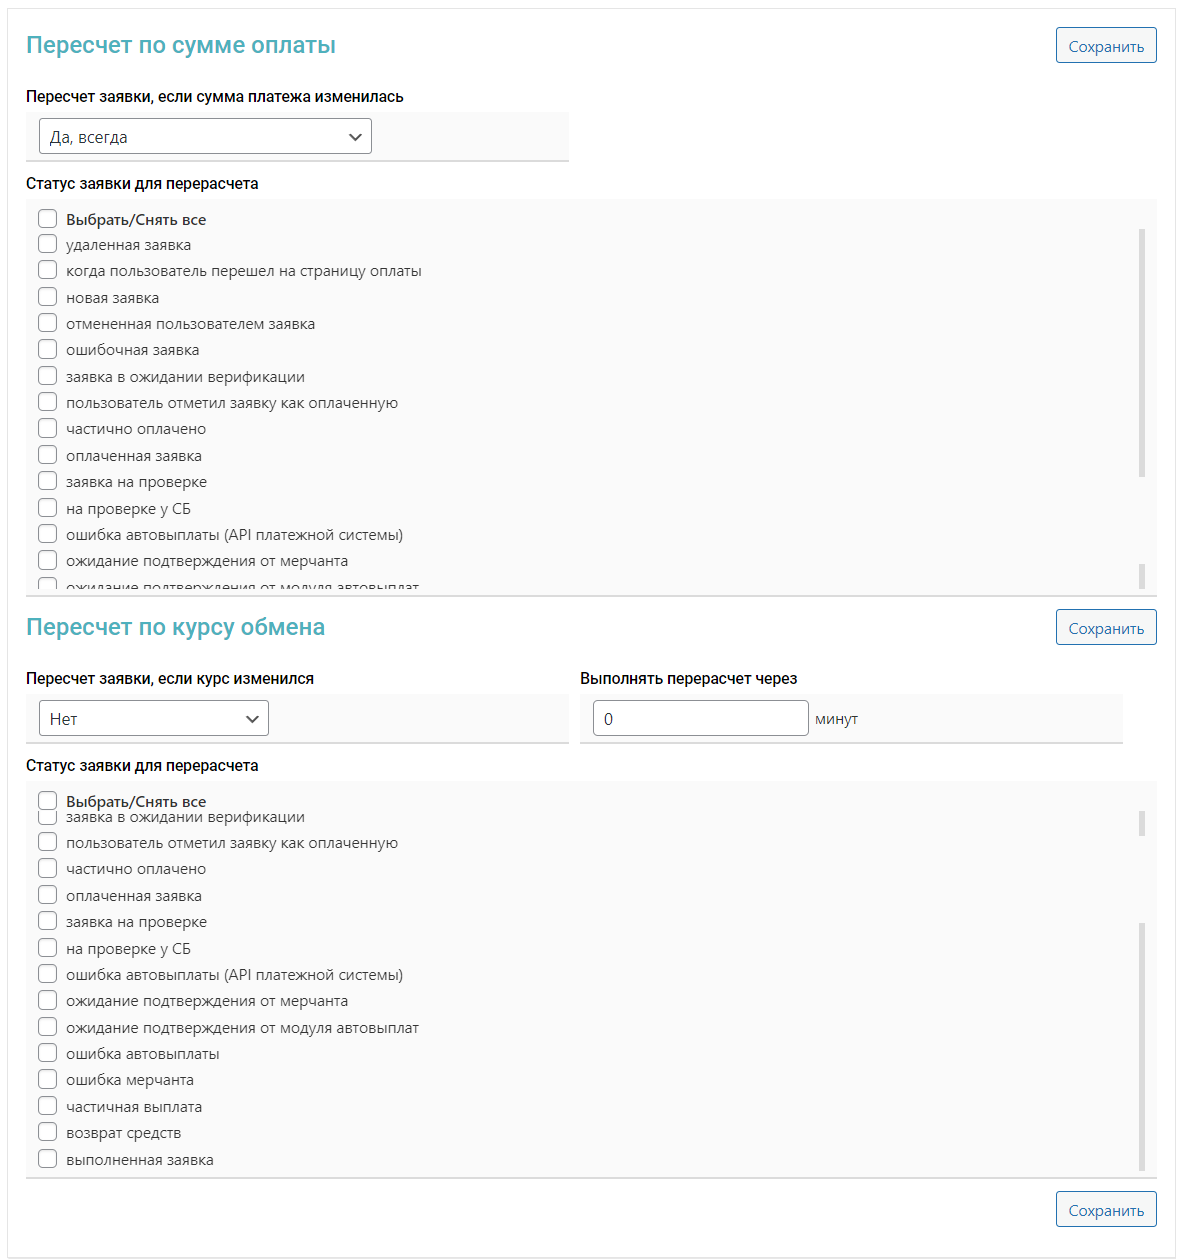 Пересчет по сумме оплаты
Сохранить
Пересчет заявки, если сумма платежа изменилась
Да, всегда
Статус заявки для перерасчета
Выбрать/Снять все
удаленная заявка
когда пользователь перешел на страницу оплаты
новая заявка
отмененная пользователем заявка
ошибочная заявка
заявка в ожидании верификации
пользователь отметил заявку как оплаченную
частично оплачено
оплаченная заявка
заявка на проверке
на проверке у СБ
ошибка автовыплаты (API платежной системы)
ожидание подтверждения от мерчанта
ожидание подтверждения от модуля автовыплат
Пересчет по курсу обмена
Сохранить
Пересчет заявки, если курс изменился
Выполнять перерасчет через
Нет
0 минут
Статус заявки для перерасчета
Выбрать/Снять все
заявка в ожидании верификации
пользователь отметил заявку как оплаченную
частично оплачено
оплаченная заявка
заявка на проверке
на проверке у СБ
ошибка автовыплаты (API платежной системы)
ожидание подтверждения от мерчанта
ожидание подтверждения от модуля автовыплат
ошибка автовыплаты
ошибка мерчанта
частичная выплата
возврат средств
выполненная заявка
Сохранить